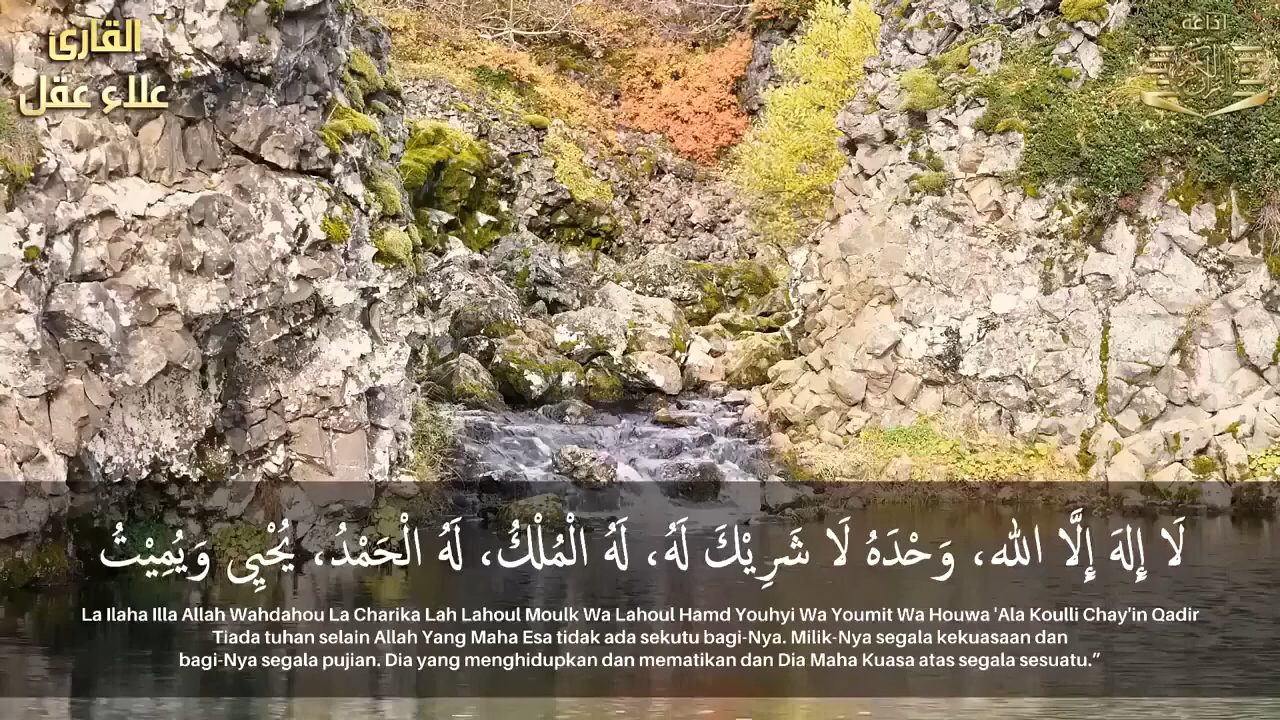 القارئ
علاء عقل
إذاعة
لَا إِلهَ إِلَّا الله، وَحْدَهُ لَا شَرِيْكَ لَهُ، لَهُ الْمُلْكُ، لَهُ الْحَمْدُ، يُحْيِي وَيُمِيْتُ
La Ilaha Illa Allah Wahdahou La Charika Lah Lahoul Moulk Wa Lahoul Hamd Youhyi Wa Youmit Wa Houwa 'Ala Koulli Chay'in Qadir
Tiada tuhan selain Allah Yang Maha Esa tidak ada sekutu bagi-Nya. Milik-Nya segala kekuasaan dan
bagi-Nya segala pujian. Dia yang menghidupkan dan mematikan dan Dia Maha Kuasa atas segala sesuatu.”